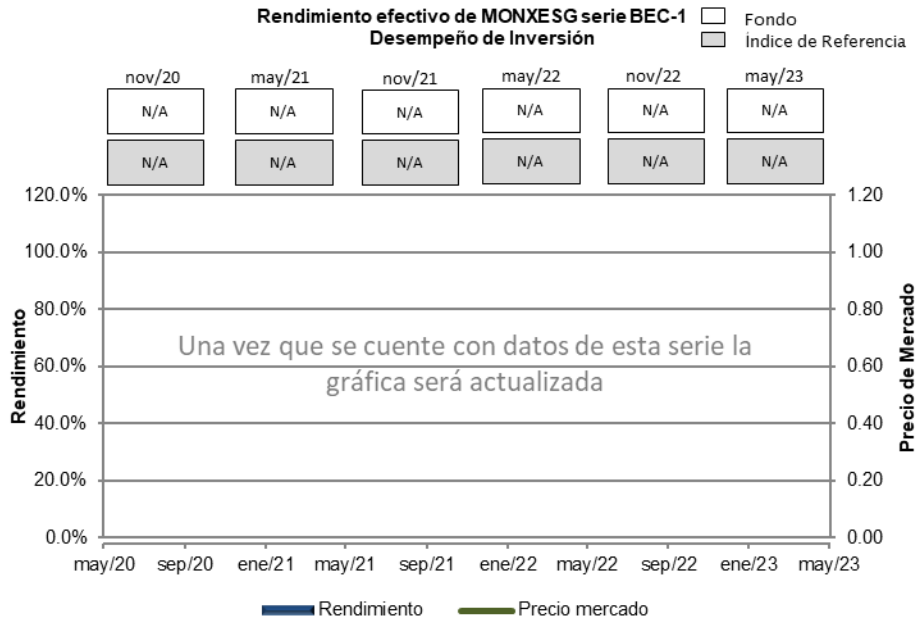 Rendimiento efectivo de MONXESG serie BEC-1
Desempeño de Inversión
Fondo
Índice de Referencia
nov/20 may/21 nov/21 may/22 nov/22 may/23
N/A N/A N/A N/A N/A N/A
N/A N/A N/A N/A N/A N/A
120.0% 1.20
100.0% 1.00
80.0% 0.80
60.0% 0.60
40.0% 0.40
20.0% 0.20
0.0% 0.00
Rendimiento
Precio de Mercado
Una vez que se cuente con datos de esta serie la
gráfica será actualizada
may/20 sep/20 ene/21 may/21 sep/21 ene/22 may/22 sep/22 ene/23 may/23
Rendimiento Precio mercado